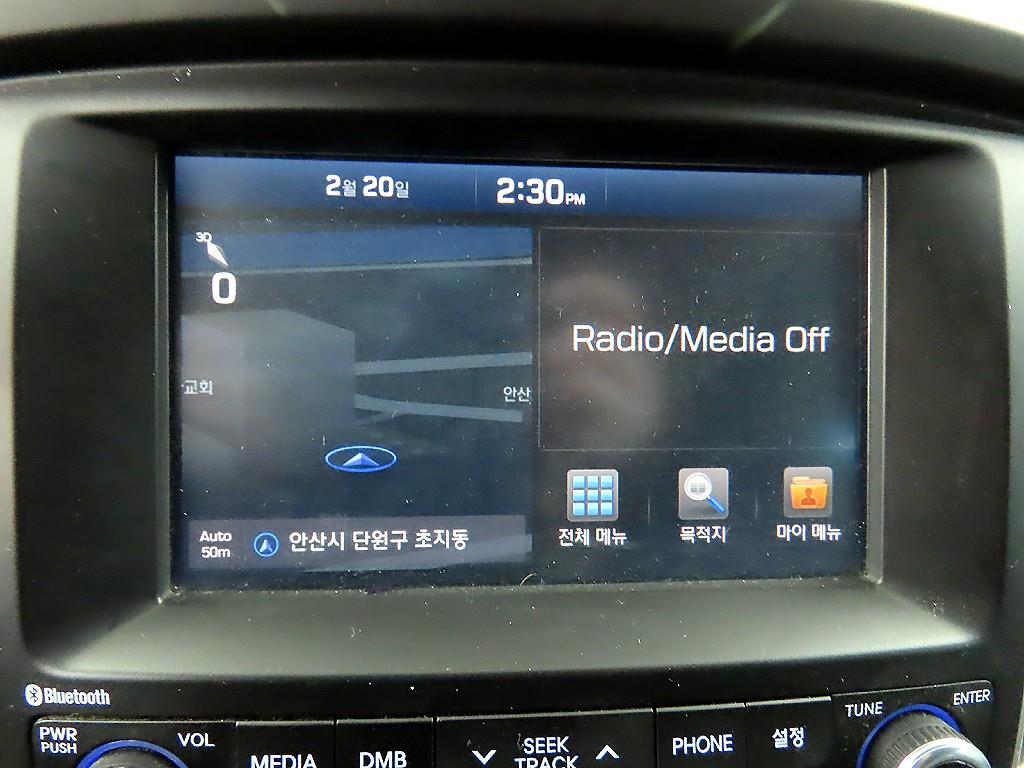 2월 20일
2:30PM
3D
0
교회
안산
Radio/Media Off
Auto
50m
안산시 단원구 초지동
전체 메뉴
목적지
마이 메뉴
Bluetooth
PWR
PUSH
VOL
MEDIA
DMB
SEEK
TRACK
PHONE
설정
TUNE
ENTER